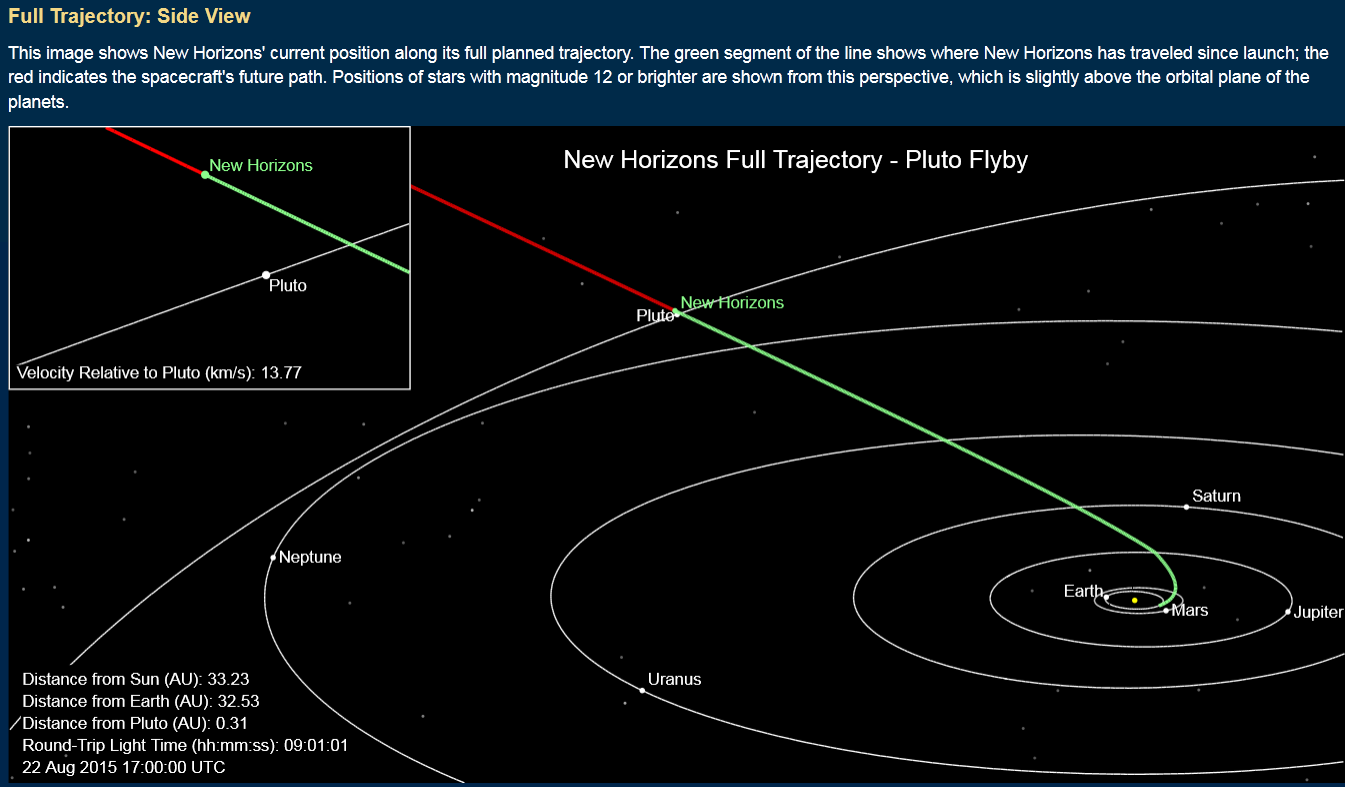 Full Trajectory: Side View
This image shows New Horizons' current position along its full planned trajectory. The green segment of the line shows where New Horizons has traveled since launch; the
red indicates the spacecraft's future path. Positions of stars with magnitude 12 or brighter are shown from this perspective, which is slightly above the orbital plane of the
planets.
New Horizons Full Trajectory - Pluto Flyby
New Horizons
Pluto
Velocity Relative to Pluto (km/s): 13.77
New Horizons
Pluto
Saturn
Neptune
Earth
Mars
Jupiter
Uranus
Distance from Sun (AU): 33.23
Distance from Earth (AU): 32.53
Distance from Pluto (AU): 0.31
Round-Trip Light Time (hh:mm:ss): 09:01:01
22 Aug 2015 17:00:00 UTC